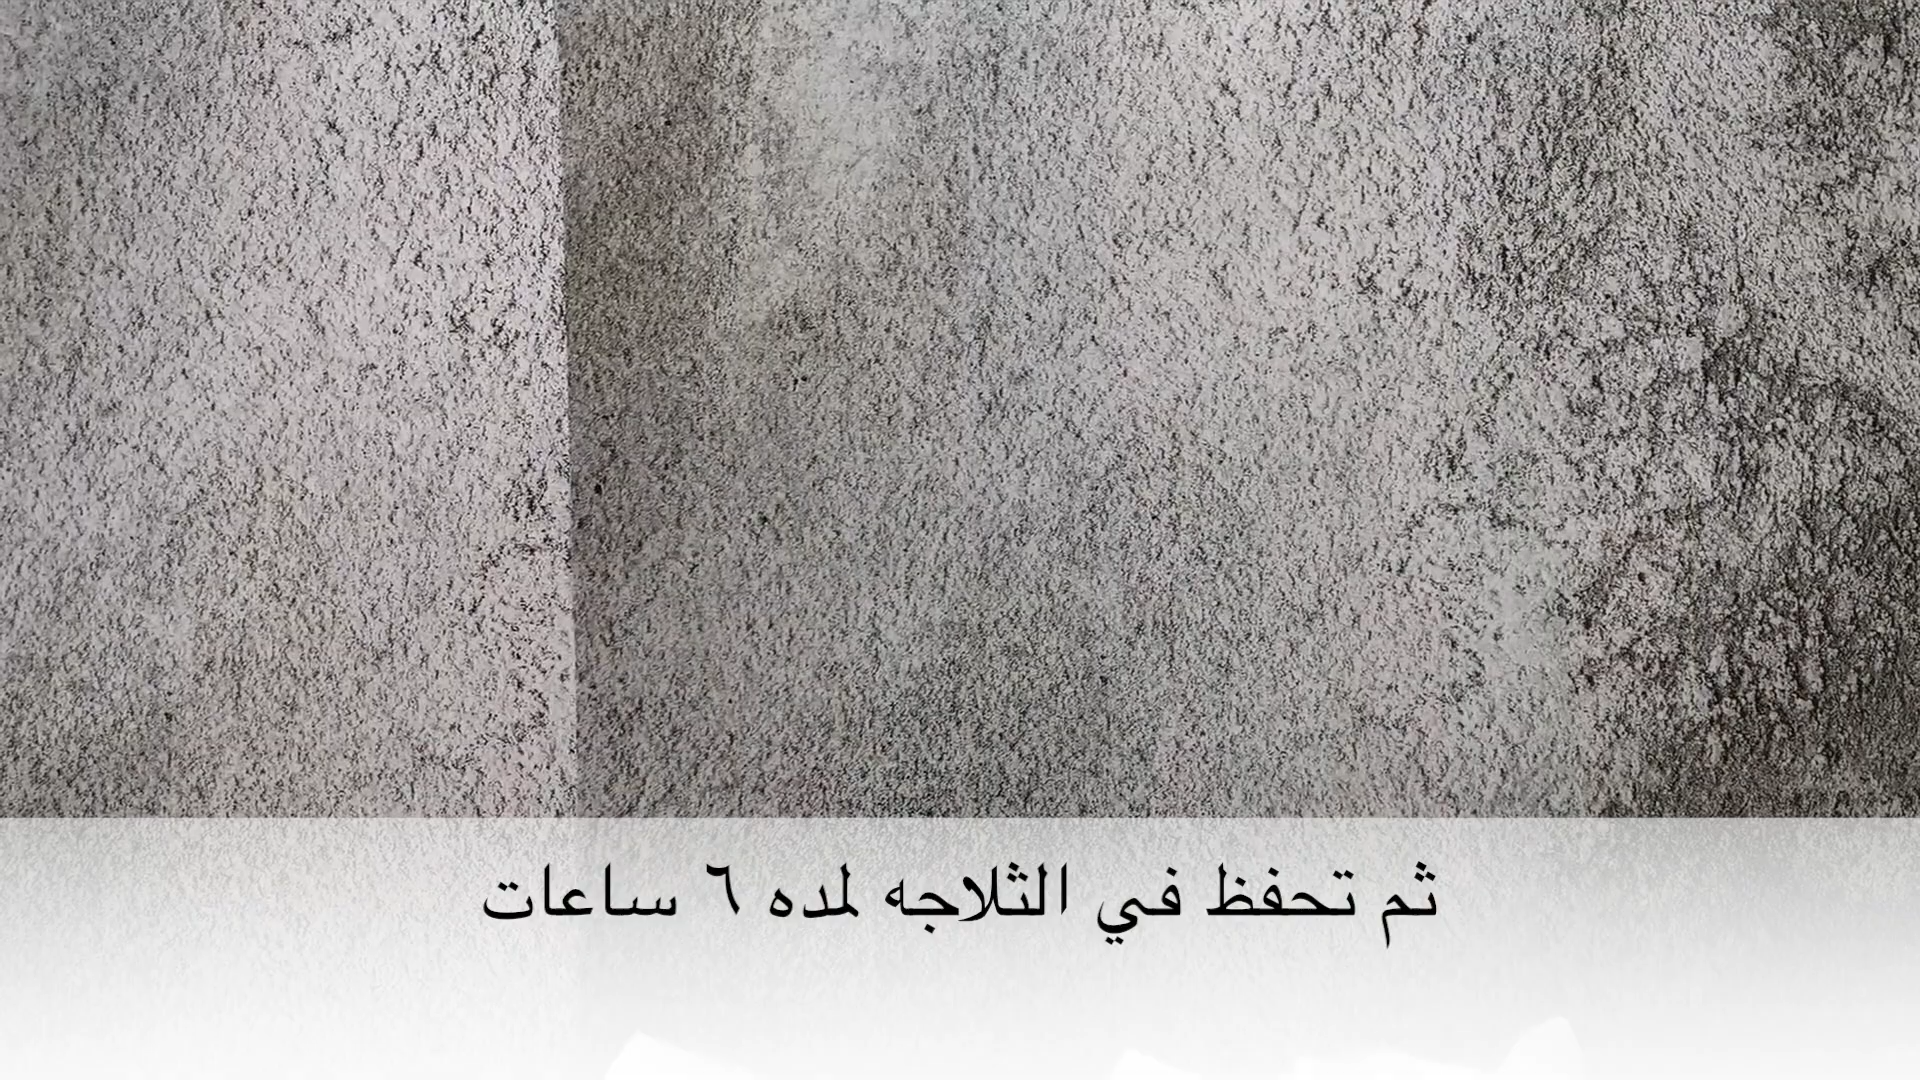 ثم تحفظ في الثلاجه لمده ٦ ساعات